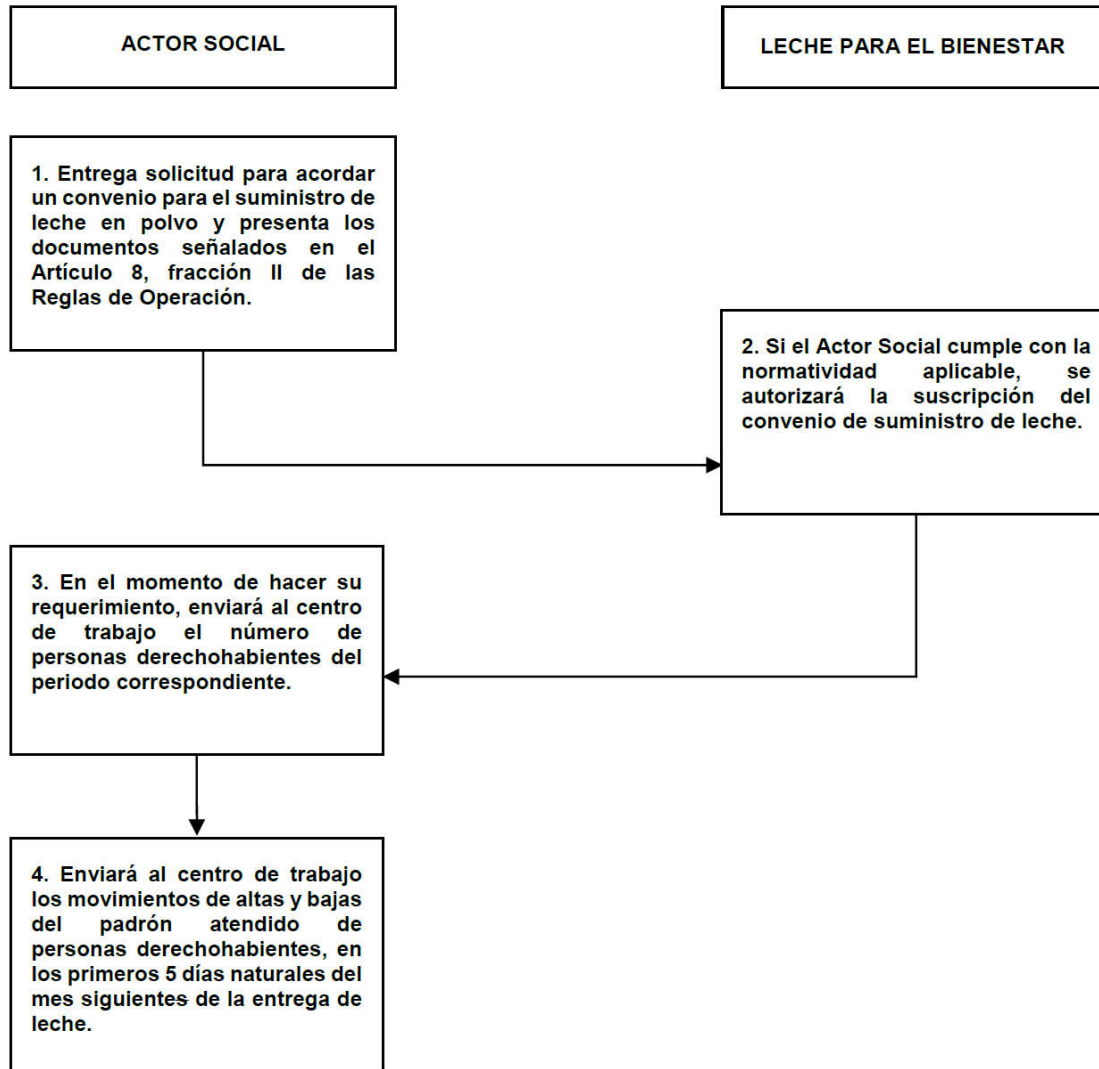 ACTOR SOCIAL
LECHE PARA EL BIENESTAR
1. Entrega solicitud para acordar
un convenio para el suministro de
leche en polvo y presenta los
documentos señalados en el
Artículo 8, fracción II de las
Reglas de Operación.
2. Si el Actor Social cumple con la
normatividad aplicable, se
autorizará la suscripción del
convenio de suministro de leche.
3. En el momento de hacer su
requerimiento, enviará al centro
de trabajo el número de
personas derechohabientes del
periodo correspondiente.
4. Enviará al centro de trabajo
los movimientos de altas y bajas
del padrón atendido de
personas derechohabientes, en
los primeros 5 días naturales del
mes siguientes de la entrega de
leche.